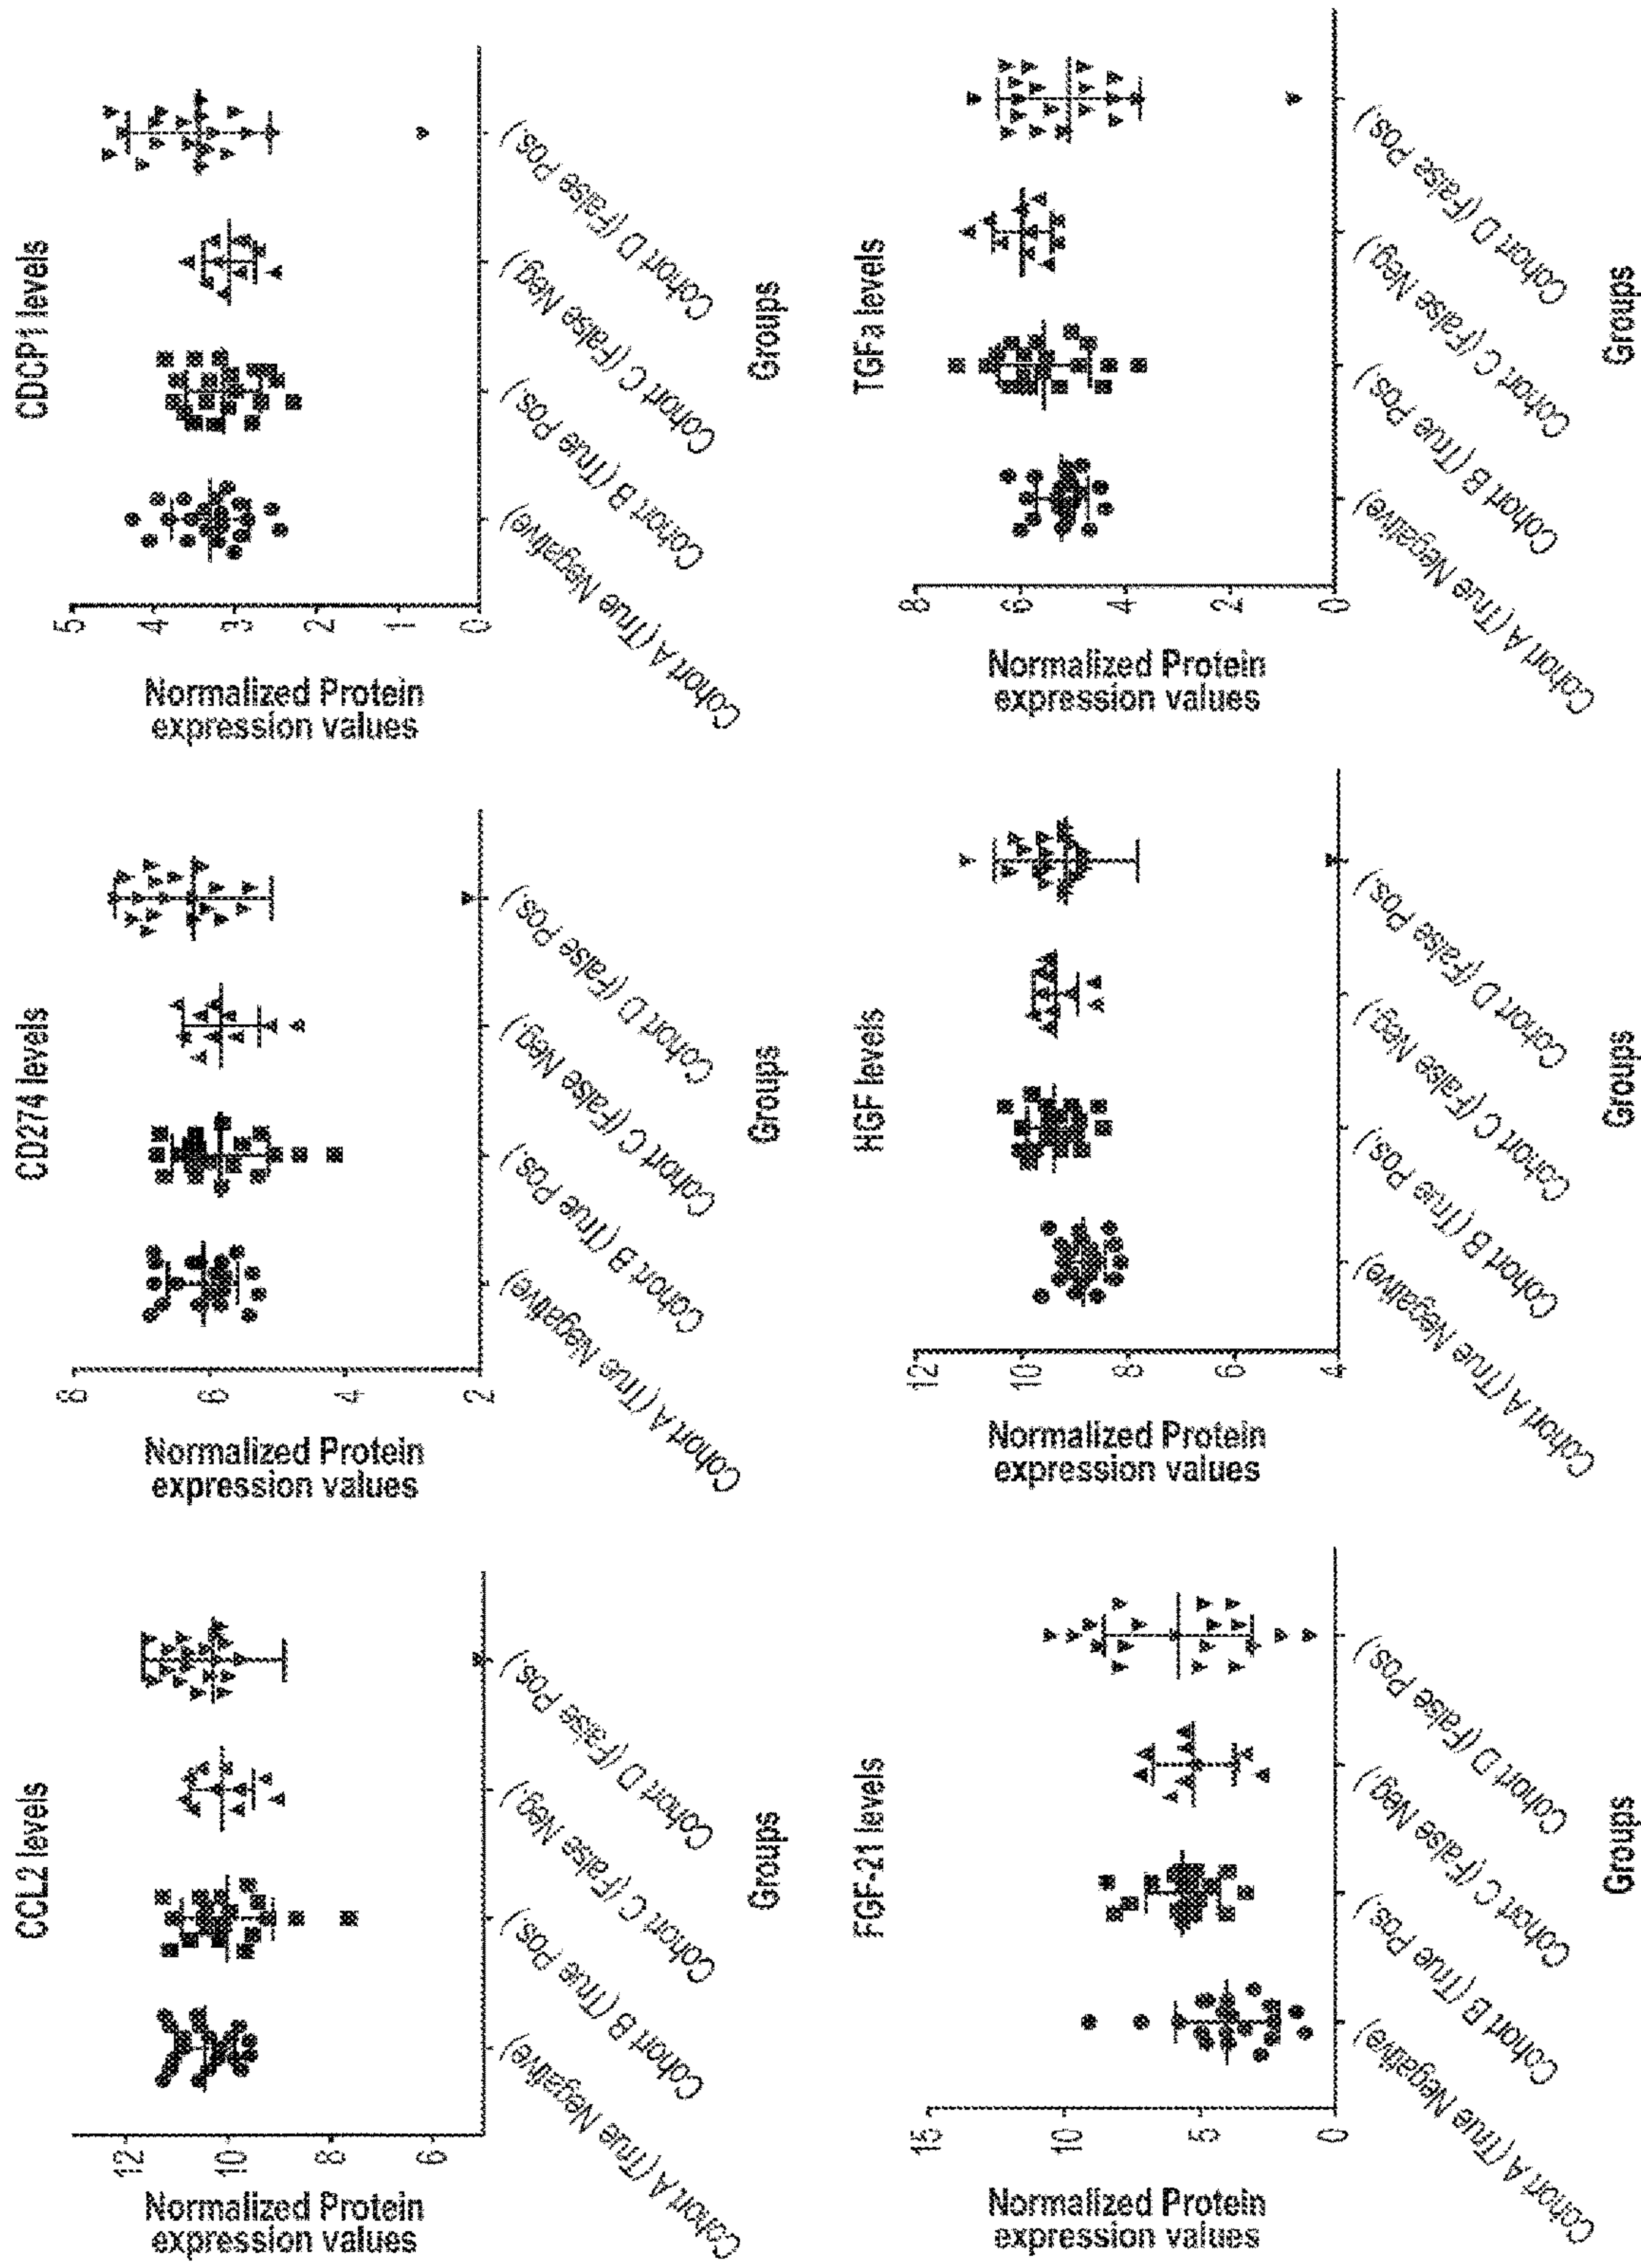 CCL2 levels
Normalized Protein
expression values
12
10
8
6
Cohort A (True Negative)
Cohort B (True Pos.)
Cohort C (False Neg.)
Cohort D (False Pos.)
Groups
CD274 levels
Normalized Protein
expression values
8
6
4
2
Cohort A (True Negative)
Cohort B (True Pos.)
Cohort C (False Neg.)
Cohort D (False Pos.)
Groups
CDCP1 levels
Normalized Protein
expression values
5
4
3
2
1
0
Cohort A (True Negative)
Cohort B (True Pos.)
Cohort C (False Neg.)
Cohort D (False Pos.)
Groups
FGF-21 levels
Normalized Protein
expression values
15
10
5
0
Cohort A (True Negative)
Cohort B (True Pos.)
Cohort C (False Neg.)
Cohort D (False Pos.)
Groups
HGF levels
Normalized Protein
expression values
12
10
8
6
4
Cohort A (True Negative)
Cohort B (True Pos.)
Cohort C (False Neg.)
Cohort D (False Pos.)
Groups
TGFa levels
Normalized Protein
expression values
8
6
4
2
0
Cohort A (True Negative)
Cohort B (True Pos.)
Cohort C (False Neg.)
Cohort D (False Pos.)
Groups